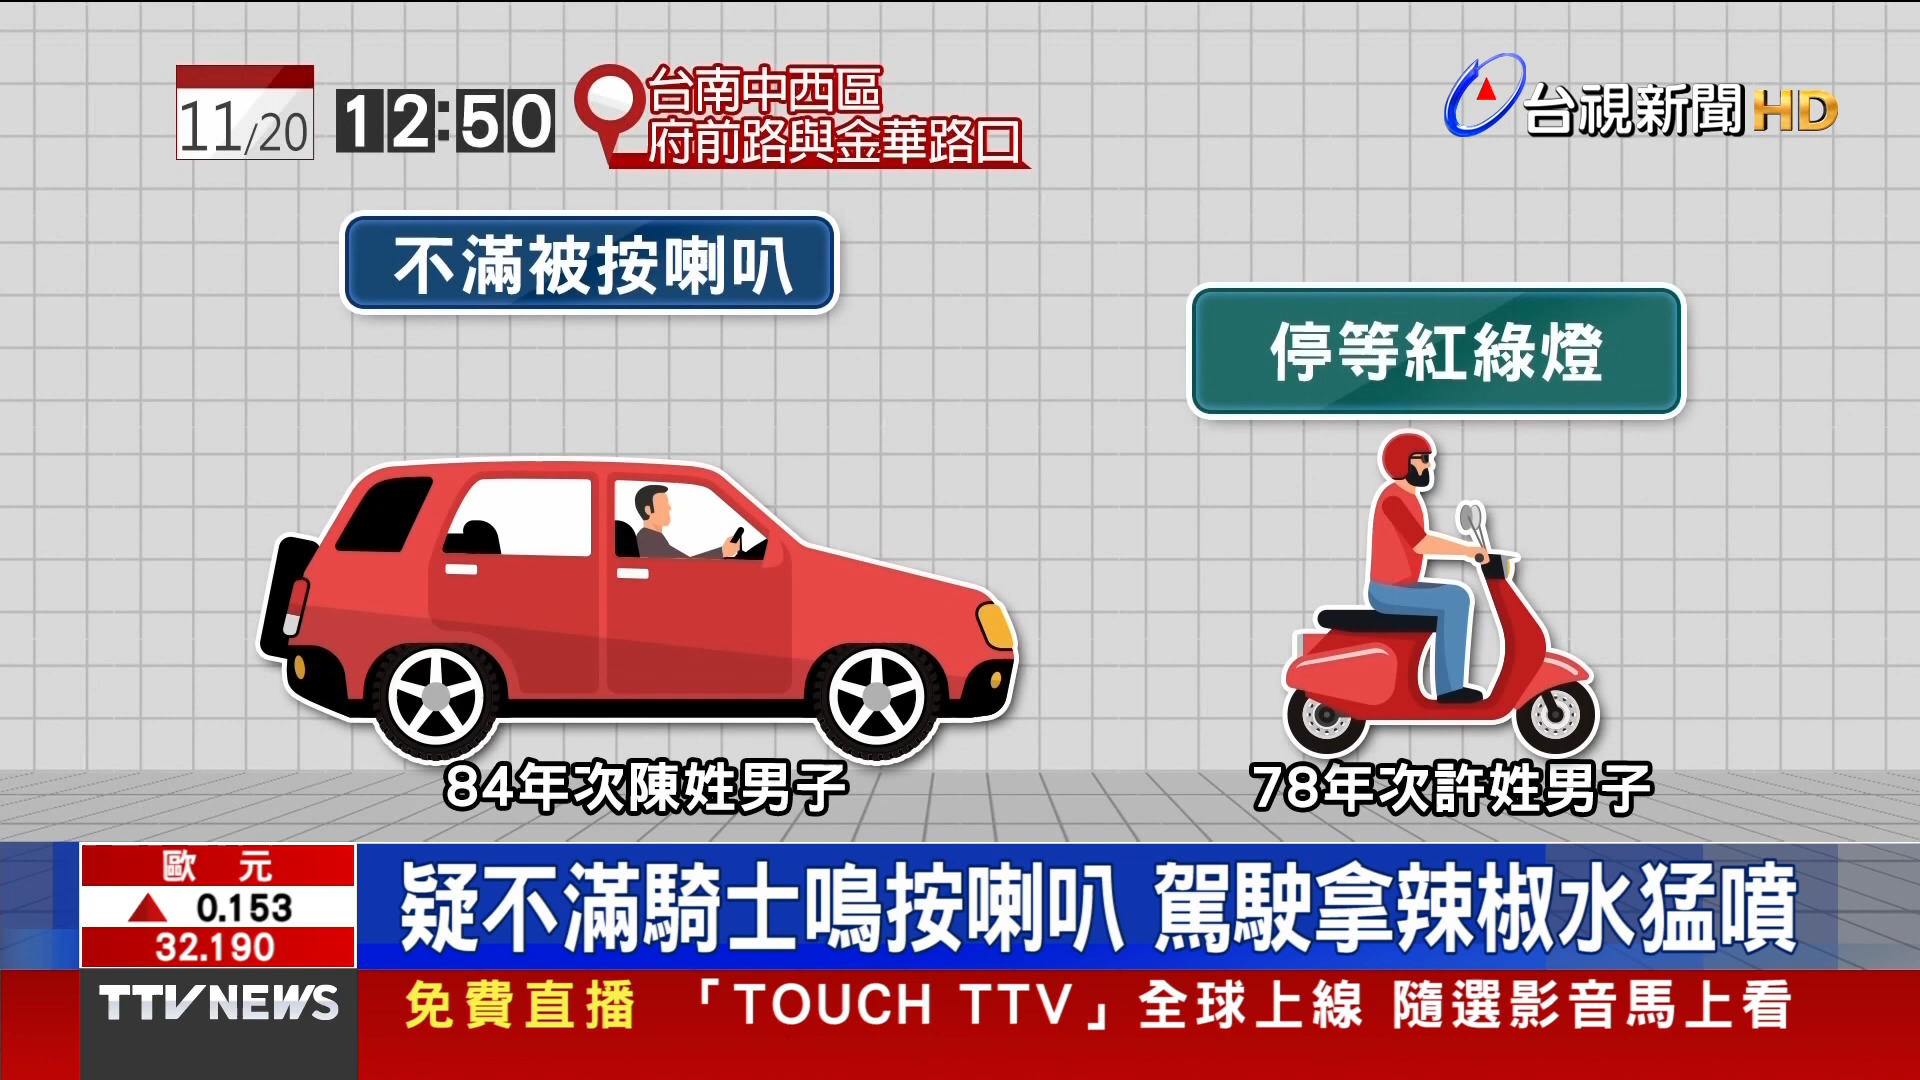 11/20
12:50
台南中西區
府前路與金華路口
台視新聞HD
不滿被按喇叭
停等紅綠燈
84年次陳姓男子
78年次許姓男子
歐元
0.153
32.190
疑不滿騎士鳴按喇叭 駕駛拿辣椒水猛噴
TTV NEWS
免費直播 「TOUCH TTV」全球上線 隨選影音馬上看